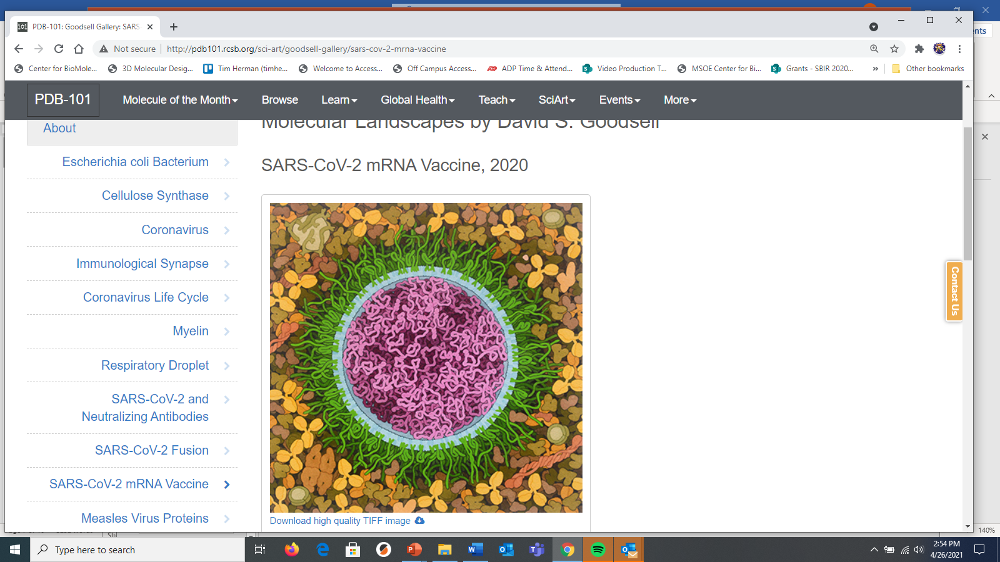 PDB-101: Goodsell Gallery: SARS
Not secure
http://pdb101.rcsb.org/sci-art/goodsell-gallery/sars-cov-2-mrna-vaccine
Center for BioMole...
3D Molecular Desig...
Tim Herman (timhe...
Welcome to Access...
Off Campus Access...
ADP Time & Attend...
Video Production T...
MSOE Center for Bi...
Grants - SBIR 2020...
»
Other bookmarks
PDB-101
Molecule of the Month
Browse
Learn
Global Health
Teach
SciArt
Events
More
About
Escherichia coli Bacterium
Cellulose Synthase
Coronavirus
Immunological Synapse
Coronavirus Life Cycle
Myelin
Respiratory Droplet
SARS-CoV-2 and
Neutralizing Antibodies
SARS-CoV-2 Fusion
SARS-CoV-2 mRNA Vaccine
Measles Virus Proteins
Molecular Landscapes by David S. Goodsell
SARS-CoV-2 mRNA Vaccine, 2020
Download high quality TIFF image
Contact Us
nts
140%
Type here to search
2:54 PM
4/26/2021